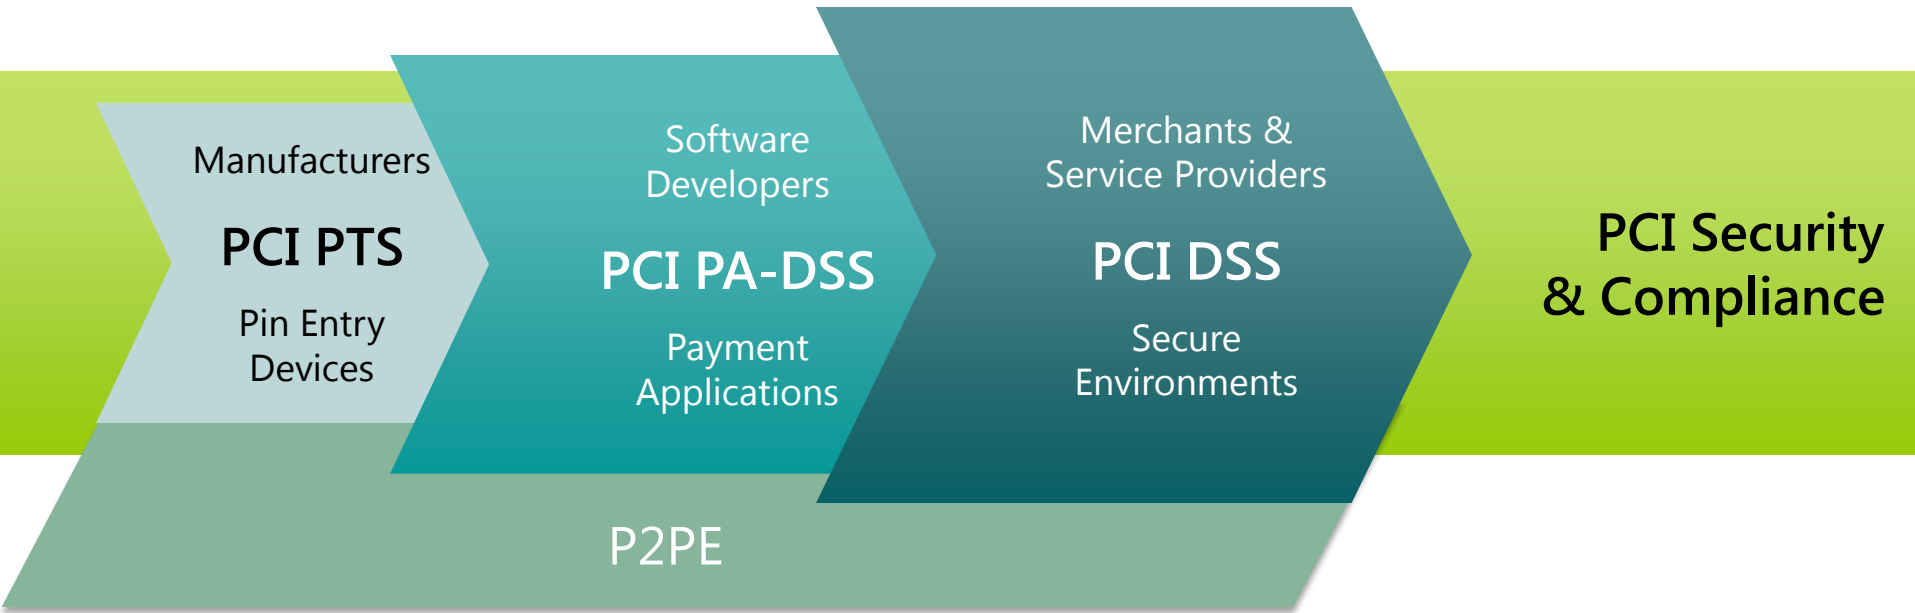 Manufacturers
PCI PTS
Pin Entry
Devices
Software
Developers
PCI PA-DSS
Payment
Applications
Merchants &
Service Providers
PCI DSS
Secure
Environments
PCI Security
& Compliance
P2PE